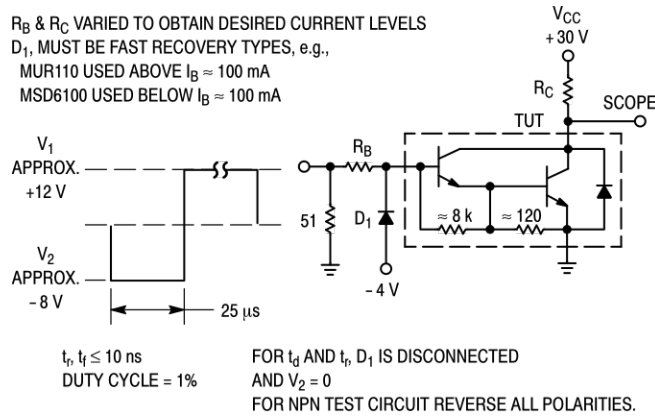 R_B & R_C VARIED TO OBTAIN DESIRED CURRENT LEVELS
D_1, MUST BE FAST RECOVERY TYPES, e.g.,
MUR110 USED ABOVE I_B ≈ 100 mA
MSD6100 USED BELOW I_B ≈ 100 mA
V_CC
+ 30 V
R_C
SCOPE
TUT
V_1
APPROX.
+12 V
R_B
51
D_1
≈ 8 k
≈ 120
V_2
APPROX.
– 8 V
– 4 V
25 μs
t_r, t_f ≤ 10 ns
DUTY CYCLE = 1%
FOR t_d AND t_r, D_1 IS DISCONNECTED
AND V_2 = 0
FOR NPN TEST CIRCUIT REVERSE ALL POLARITIES.